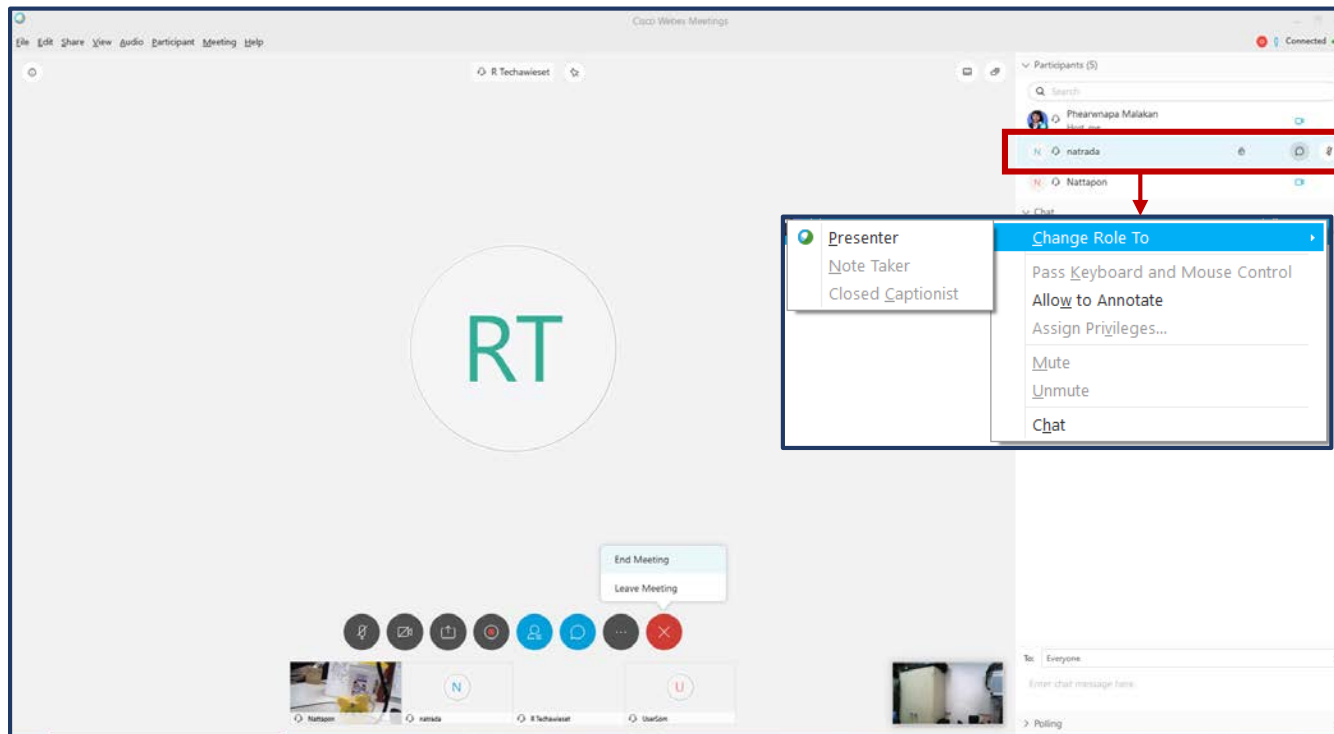 Cisco Webex Meetings
File Edit Share View Audio Participant Meeting Help
Connected
R Techawieset
Participants (5)
Search
Phearwnapa Malakan
Host, me
N natrada
N Nattapon
Chat
Presenter
Note Taker
Closed Captionist
Change Role To
Pass Keyboard and Mouse Control
Allow to Annotate
Assign Privileges...
Mute
Unmute
Chat
RT
End Meeting
Leave Meeting
N
U
Nattapon
natrada
R Techawieset
UserSom
To: Everyone
Enter chat message here
Polling